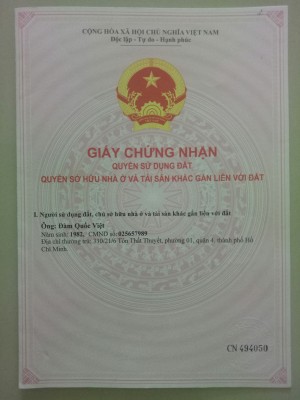 CỘNG HÒA XÃ HỘI CHỦ NGHĨA VIỆT NAM
Độc lập - Tự do - Hạnh phúc
GIẤY CHỨNG NHẬN
QUYỀN SỬ DỤNG ĐẤT
QUYỀN SỞ HỮU NHÀ Ở VÀ TÀI SẢN KHÁC GẮN LIỀN VỚI ĐẤT
I. Người sử dụng đất, chủ sở hữu nhà ở và tài sản khác gắn liền với đất
Ông: Đàm Quốc Việt
Năm sinh: 1982, CMND số: 025657989
Địa chỉ thường trú: 310/21/6 Tôn Thất Thuyết, phường 01, quận 4, thành phố Hồ
Chí Minh.
CN 494050